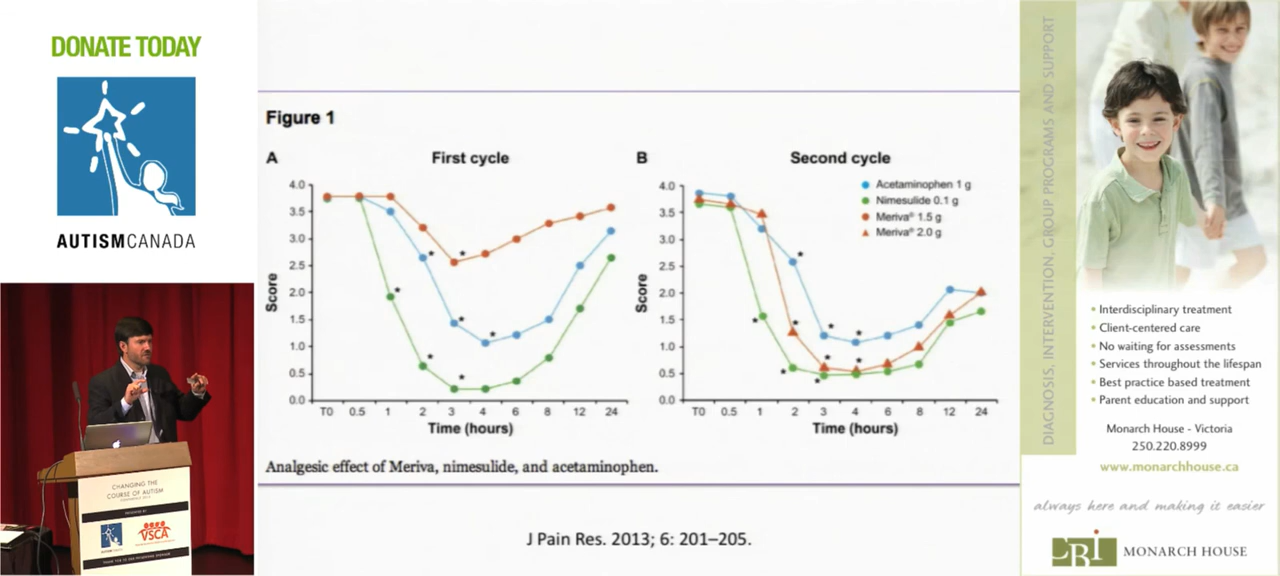 DONATE TODAY
AUTISMCANADA
CHANGING THE
COURSE OF AUTISM
VSCA
Figure 1
A
First cycle
4.0
3.5
3.0
2.5
2.0
1.5
1.0
0.5
0.0
Score
T0 0.5 1 2 3 4 6 8 12 24
Time (hours)
B
Second cycle
Acetaminophen 1 g
Nimesulide 0.1 g
Meriva® 1.5 g
Meriva® 2.0 g
4.0
3.5
3.0
2.5
2.0
1.5
1.0
0.5
0.0
Score
T0 0.5 1 2 3 4 6 8 12 24
Time (hours)
Analgesic effect of Meriva, nimesulide, and acetaminophen.
J Pain Res. 2013; 6: 201–205.
DIAGNOSIS, INTERVENTION, GROUP PROGRAMS AND SUPPORT
• Interdisciplinary treatment
• Client-centered care
• No waiting for assessments
• Services throughout the lifespan
• Best practice based treatment
• Parent education and support
Monarch House - Victoria
250.220.8999
www.monarchhouse.ca
always here and making it easier
CBI MONARCH HOUSE